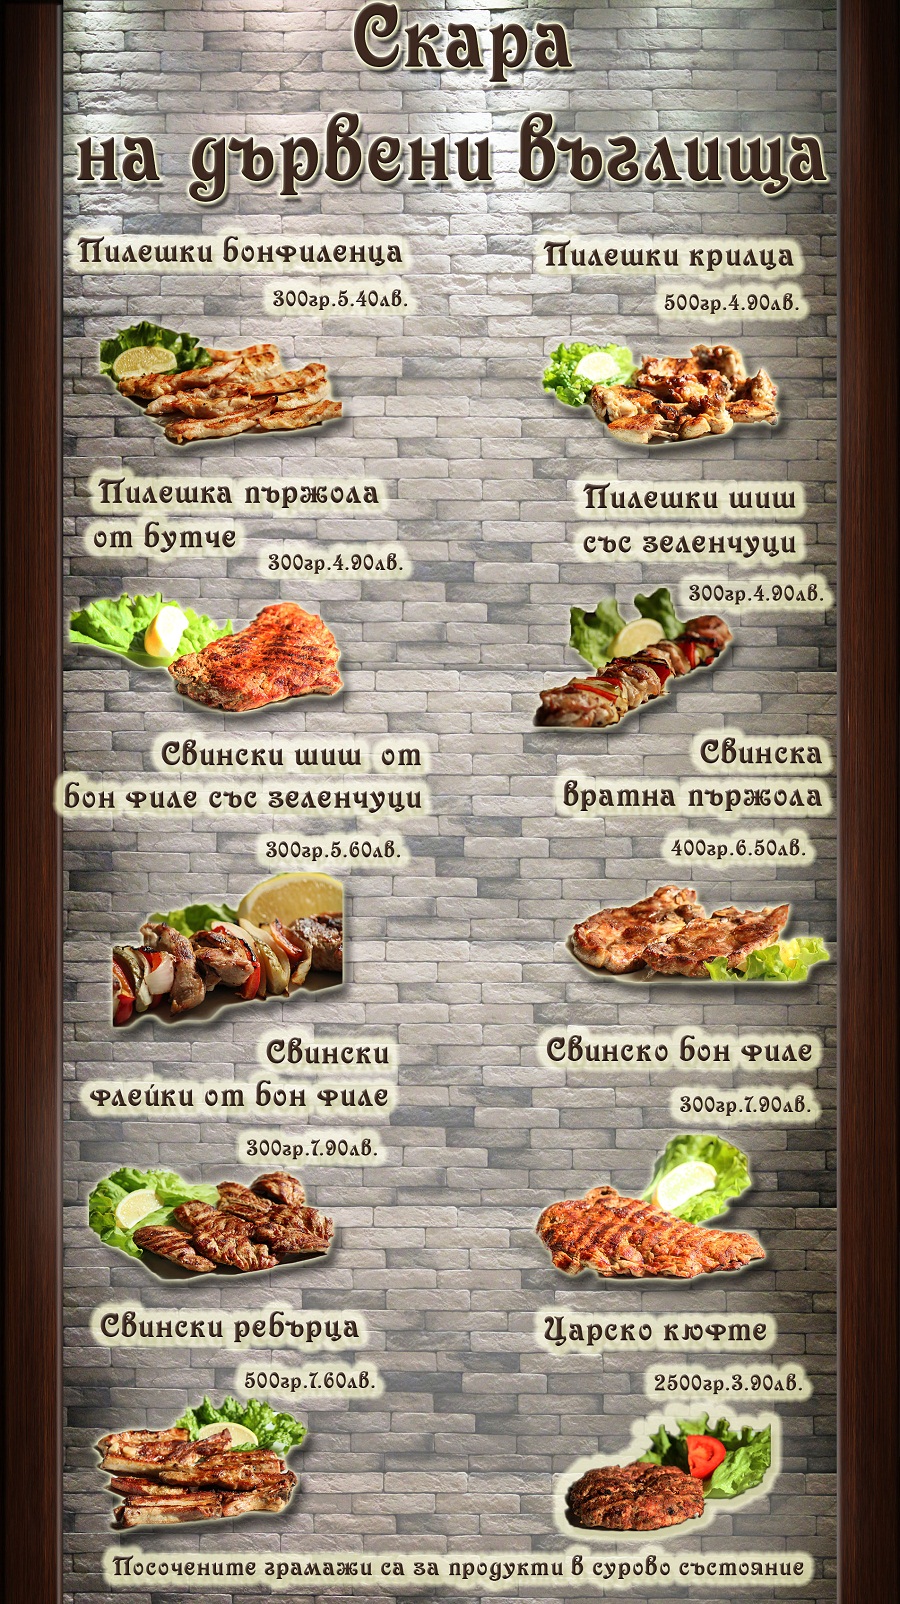 Скара
на дървени въглища
Пилешки бонфиленца
300гр.5.40лв.
Пилешки крилца
500гр.4.90лв.
Пилешка пържола
от бутче
300гр.4.90лв.
Пилешки шиш
със зеленчуци
300гр.4.90лв.
Свински шиш от
бон филе със зеленчуци
300гр.5.60лв.
Свинска
вратна пържола
400гр.6.50лв.
Свински
флейки от бон филе
300гр.7.90лв.
Свинско бон филе
300гр.7.90лв.
Свински ребърца
500гр.7.60лв.
Царско кюфте
2500гр.3.90лв.
Посочените грамажи са за продукти в сурово състояние